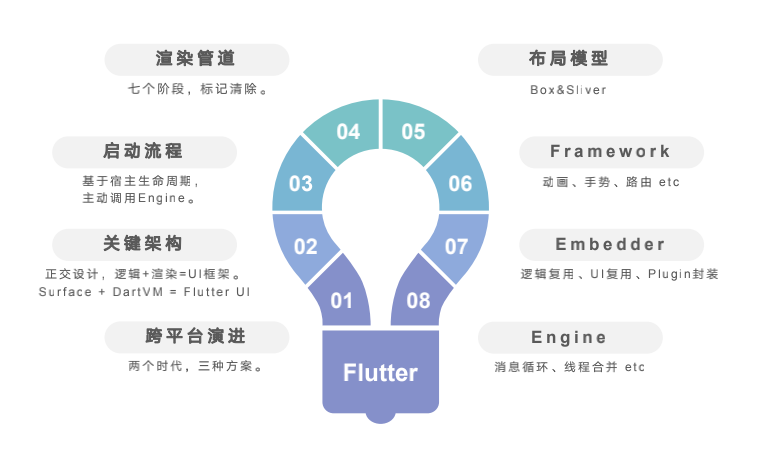 渲染管道
七个阶段，标记清除。
启动流程
基于宿主生命周期，
主动调用Engine。
关键架构
正交设计，逻辑+渲染=UI框架。
Surface + DartVM = Flutter UI
跨平台演进
两个时代，三种方案。
04
05
03
06
02
07
01
08
Flutter
布局模型
Box&Sliver
Framework
动画、手势、路由 etc
Embedder
逻辑复用、UI复用、Plugin封装
Engine
消息循环、线程合并 etc